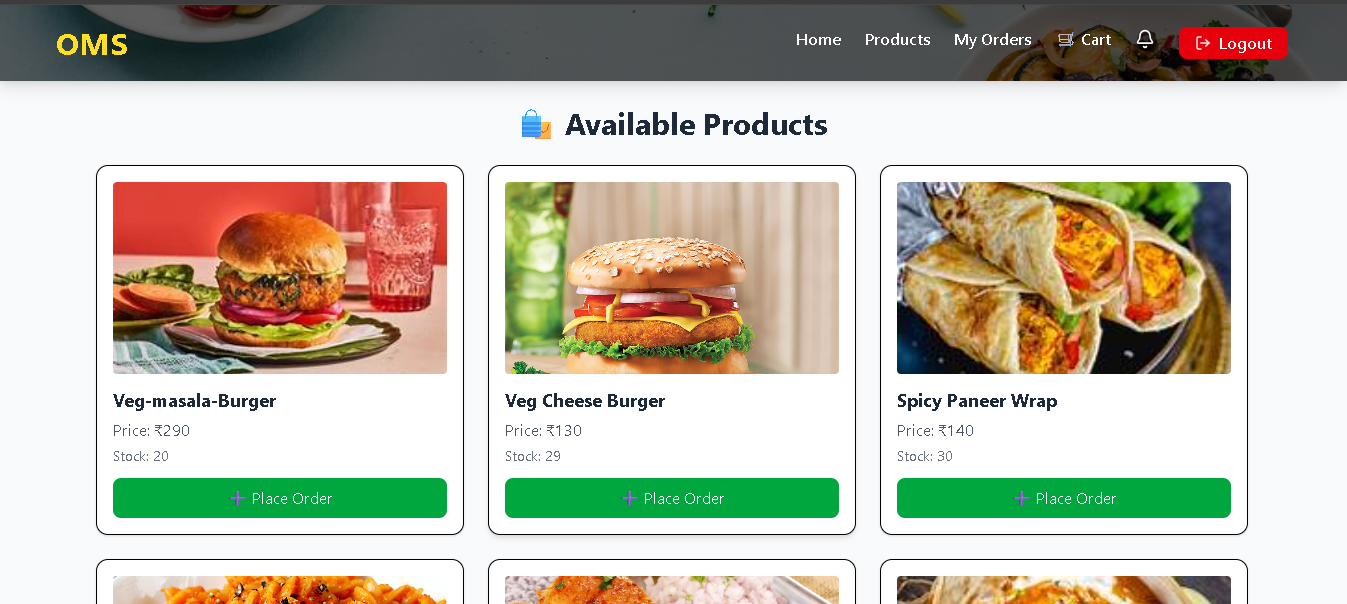 OMS
Home Products My Orders Cart Logout
Available Products
Veg-masala-Burger
Price: ₹290
Stock: 20
Place Order
Veg Cheese Burger
Price: ₹130
Stock: 29
Place Order
Spicy Paneer Wrap
Price: ₹140
Stock: 30
Place Order